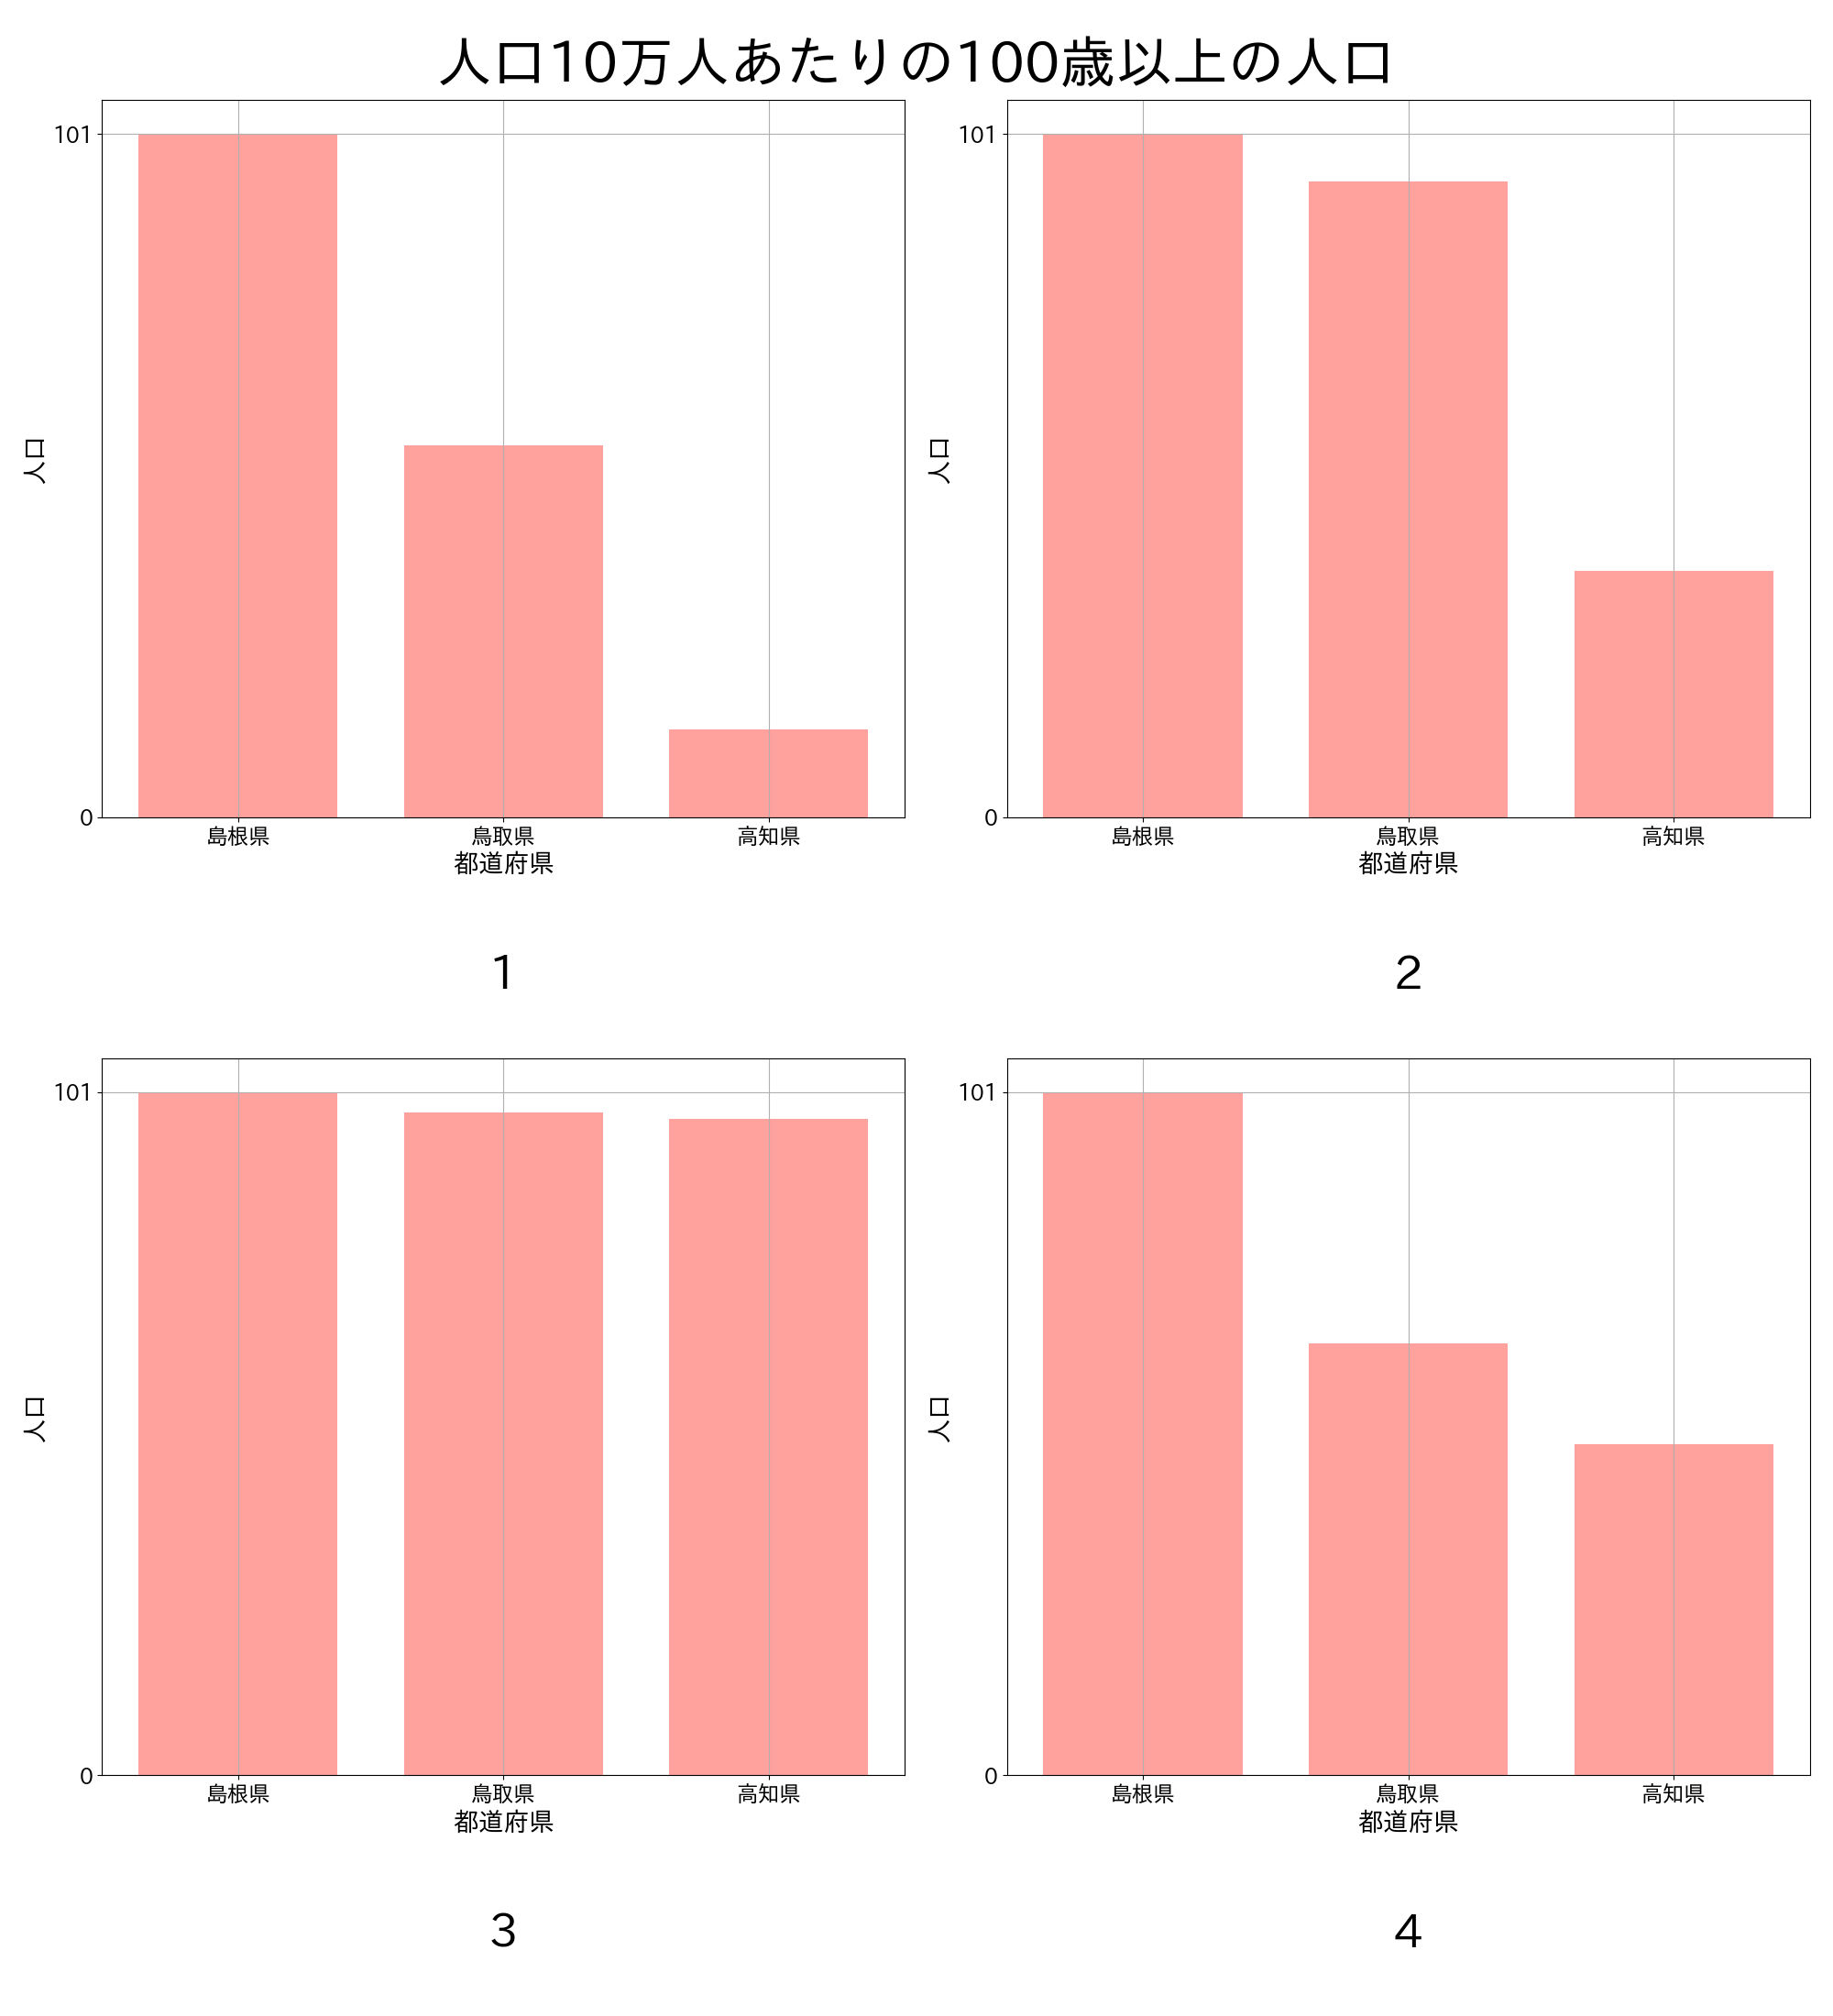 人口10万人あたりの100歳以上の人口
101
0
人口
島根県 鳥取県 高知県
都道府県
1
101
0
人口
島根県 鳥取県 高知県
都道府県
2
101
0
人口
島根県 鳥取県 高知県
都道府県
3
101
0
人口
島根県 鳥取県 高知県
都道府県
4